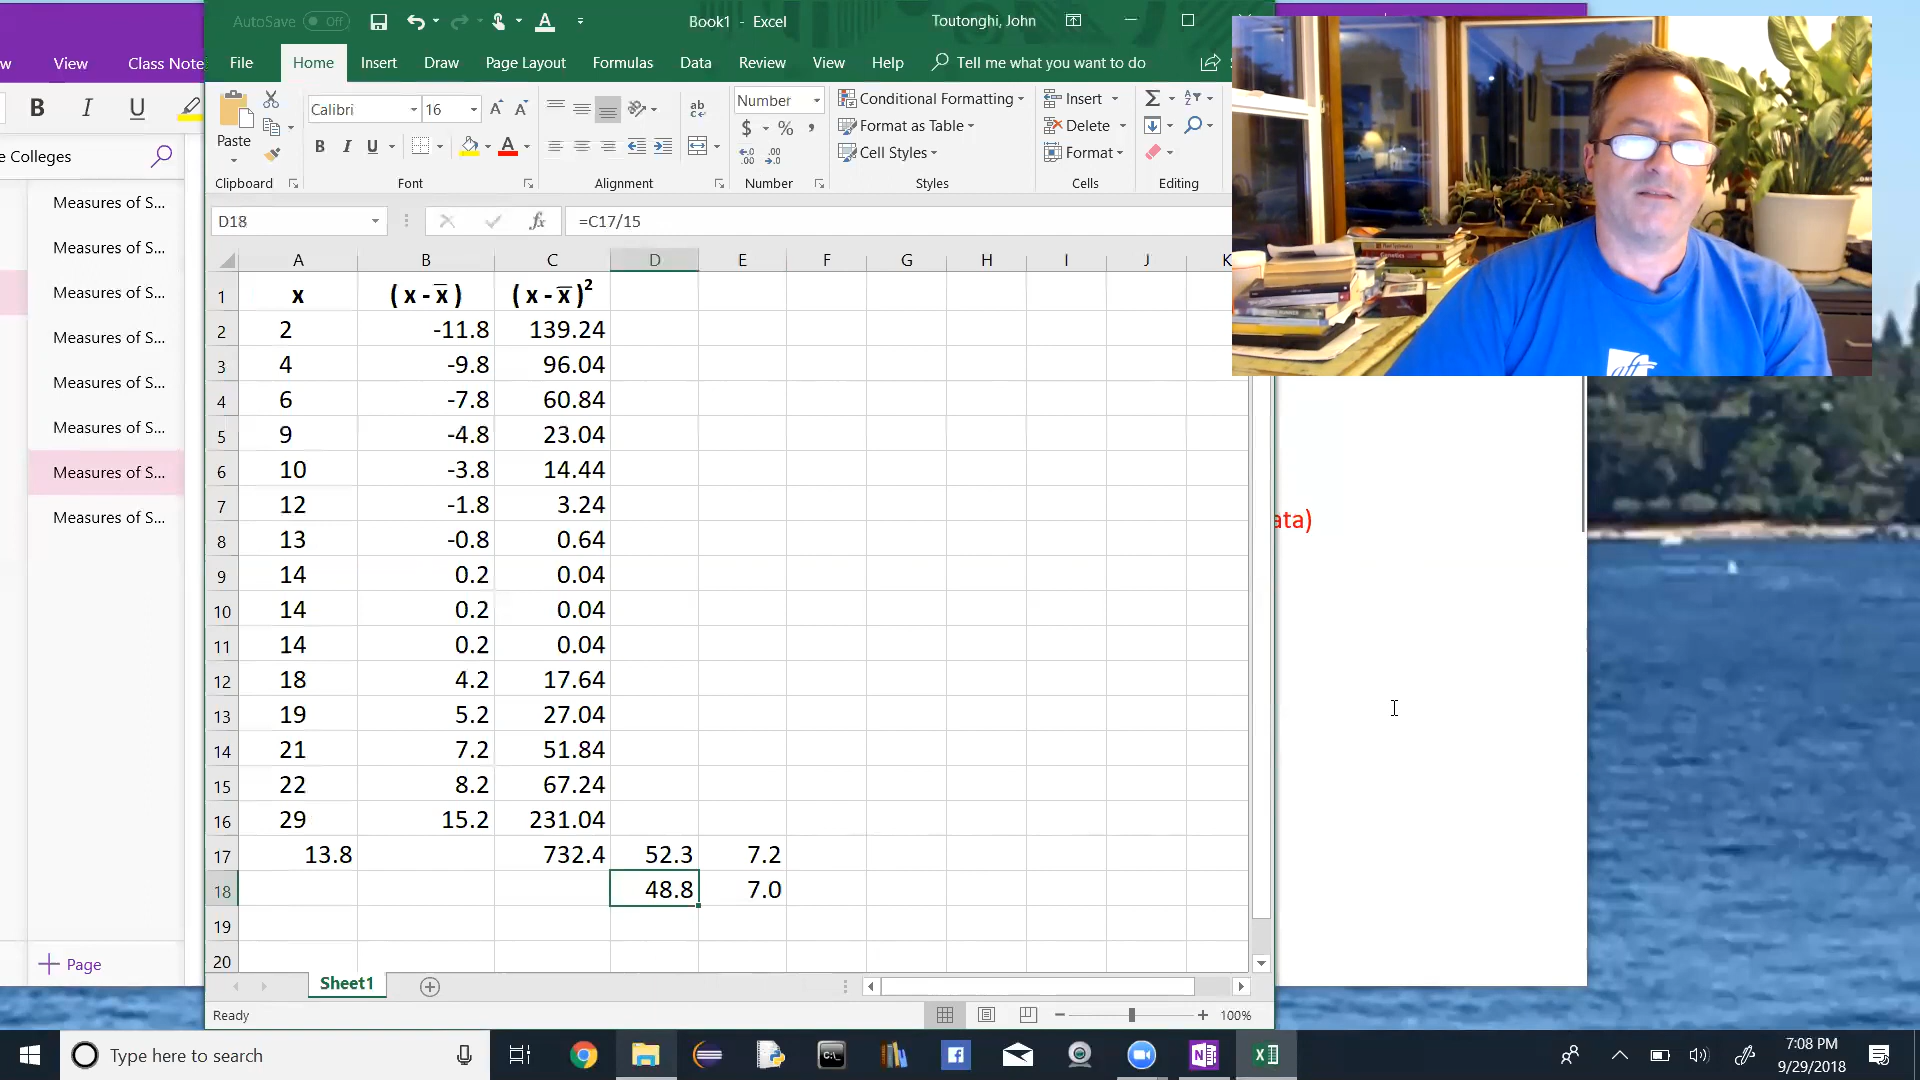 AutoSave Off
Book1 - Excel
Toutonghi, John
w
View
Class Note
File
Home
Insert
Draw
Page Layout
Formulas
Data
Review
View
Help
Tell me what you want to do
B I U
Paste
Calibri
16
ab
Number
$ % ,
Conditional Formatting
Format as Table
Cell Styles
Insert
Delete
Format
B I U
Clipboard
Font
Alignment
Number
Styles
Cells
Editing
e Colleges
Measures of S...
Measures of S...
Measures of S...
Measures of S...
Measures of S...
Measures of S...
Measures of S...
Measures of S...
Page
D18
fx
=C17/15
A B C D E F G H I J K
1 x ( x - x̅ ) ( x - x̅ )²
2 2 -11.8 139.24
3 4 -9.8 96.04
4 6 -7.8 60.84
5 9 -4.8 23.04
6 10 -3.8 14.44
7 12 -1.8 3.24
8 13 -0.8 0.64
9 14 0.2 0.04
10 14 0.2 0.04
11 14 0.2 0.04
12 18 4.2 17.64
13 19 5.2 27.04
14 21 7.2 51.84
15 22 8.2 67.24
16 29 15.2 231.04
17 13.8 732.4 52.3 7.2
18 48.8 7.0
19
20
ata)
Sheet1
Ready
100%
Type here to search
7:08 PM
9/29/2018